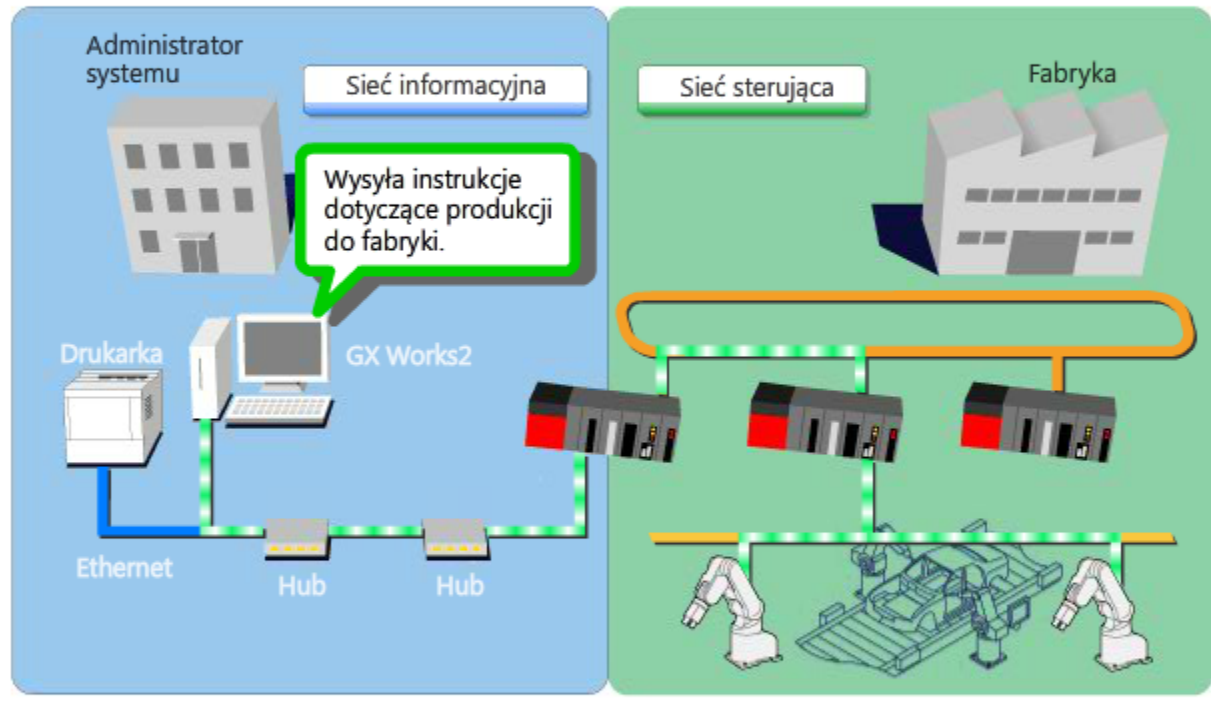 Administrator
systemu
Sieć informacyjna
Sieć sterująca
Fabryka
Wysyła instrukcje
dotyczące produkcji
do fabryki.
Drukarka
GX Works2
Ethernet
Hub
Hub